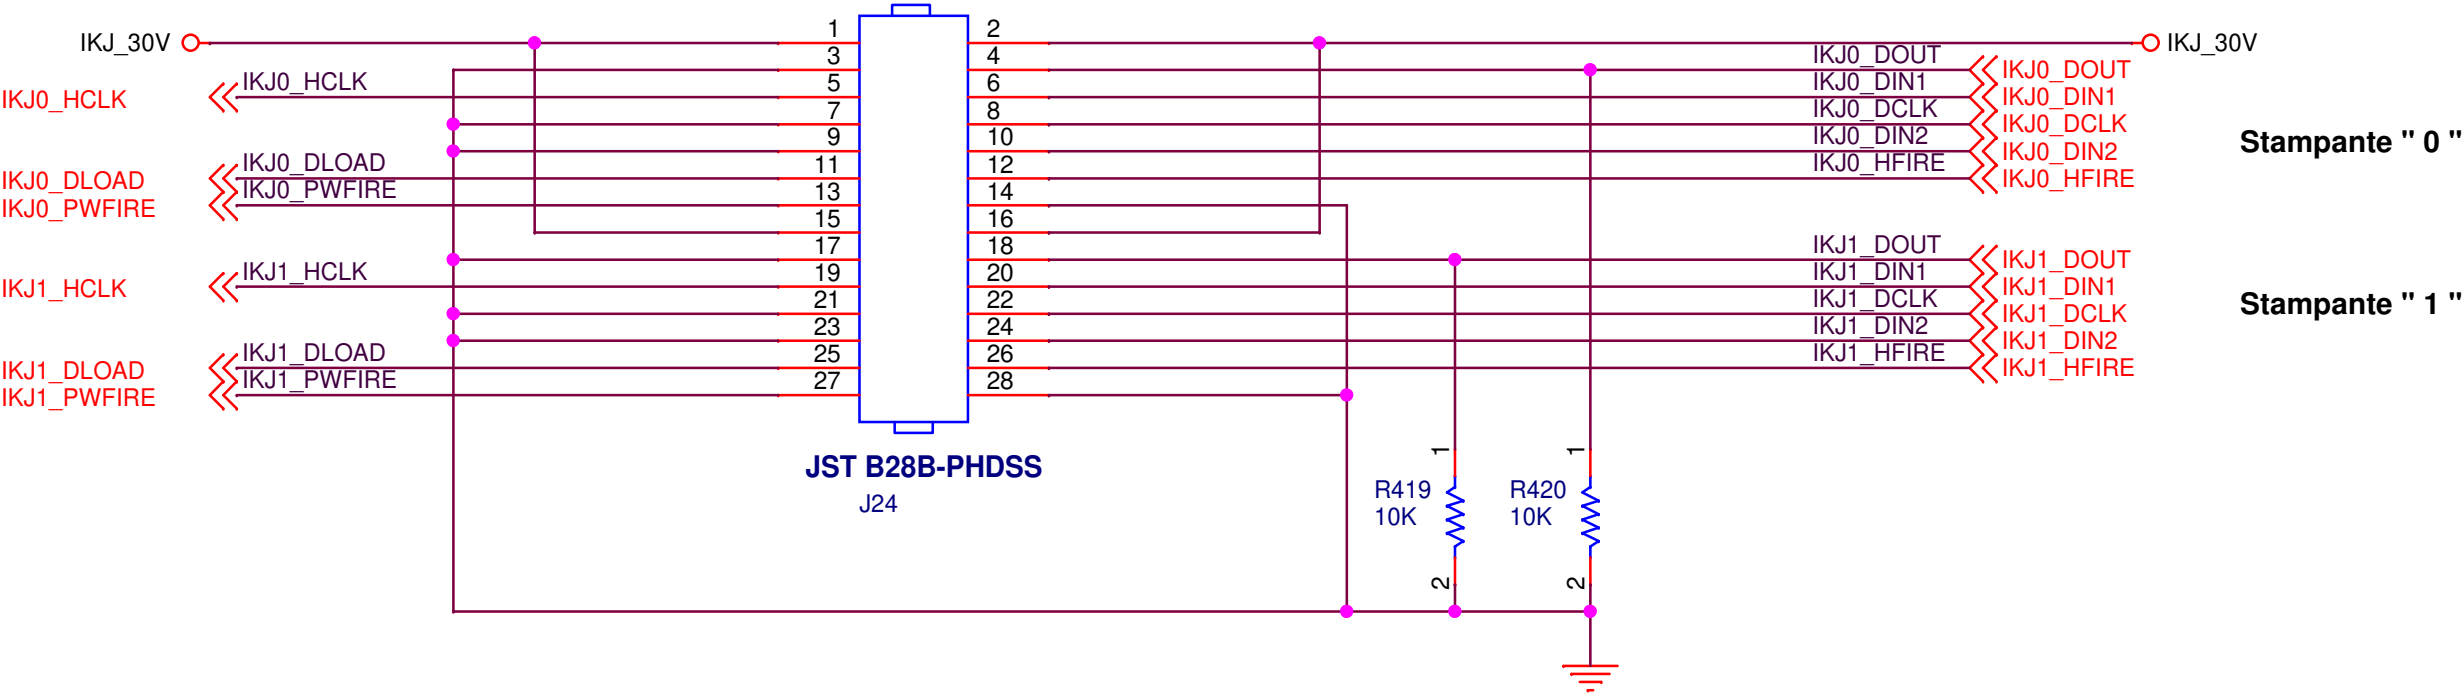 IKJ_30V
1
2
IKJ_30V
3
4
IKJ0_DOUT
IKJ0_DOUT
IKJ0_HCLK
IKJ0_HCLK
5
6
IKJ0_DIN1
IKJ0_DIN1
7
8
IKJ0_DCLK
IKJ0_DCLK
9
10
IKJ0_DIN2
IKJ0_DIN2
Stampante " 0 "
IKJ0_DLOAD
IKJ0_DLOAD
11
12
IKJ0_HFIRE
IKJ0_HFIRE
IKJ0_PWFIRE
IKJ0_PWFIRE
13
14
15
16
17
18
IKJ1_DOUT
IKJ1_DOUT
IKJ1_HCLK
IKJ1_HCLK
19
20
IKJ1_DIN1
IKJ1_DIN1
21
22
IKJ1_DCLK
IKJ1_DCLK
Stampante " 1 "
23
24
IKJ1_DIN2
IKJ1_DIN2
IKJ1_DLOAD
IKJ1_DLOAD
25
26
IKJ1_HFIRE
IKJ1_HFIRE
IKJ1_PWFIRE
IKJ1_PWFIRE
27
28
JST B28B-PHDSS
J24
1
R419
10K
2
1
R420
10K
2